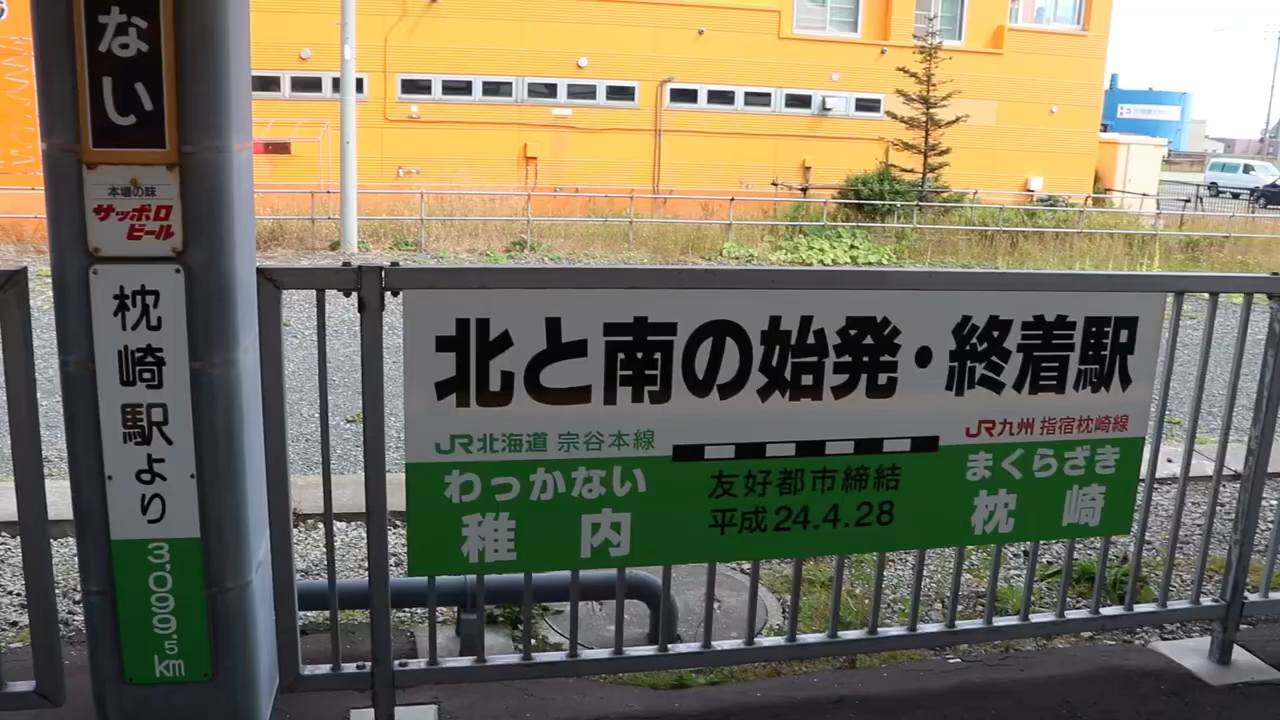 ない
本場の味
サッポロ
ビール
枕崎駅より
3,099.5
km
北と南の始発・終着駅
JR北海道 宗谷本線
JR九州 指宿枕崎線
わっかない
稚内
友好都市締結
平成24.4.28
まくらざき
枕崎